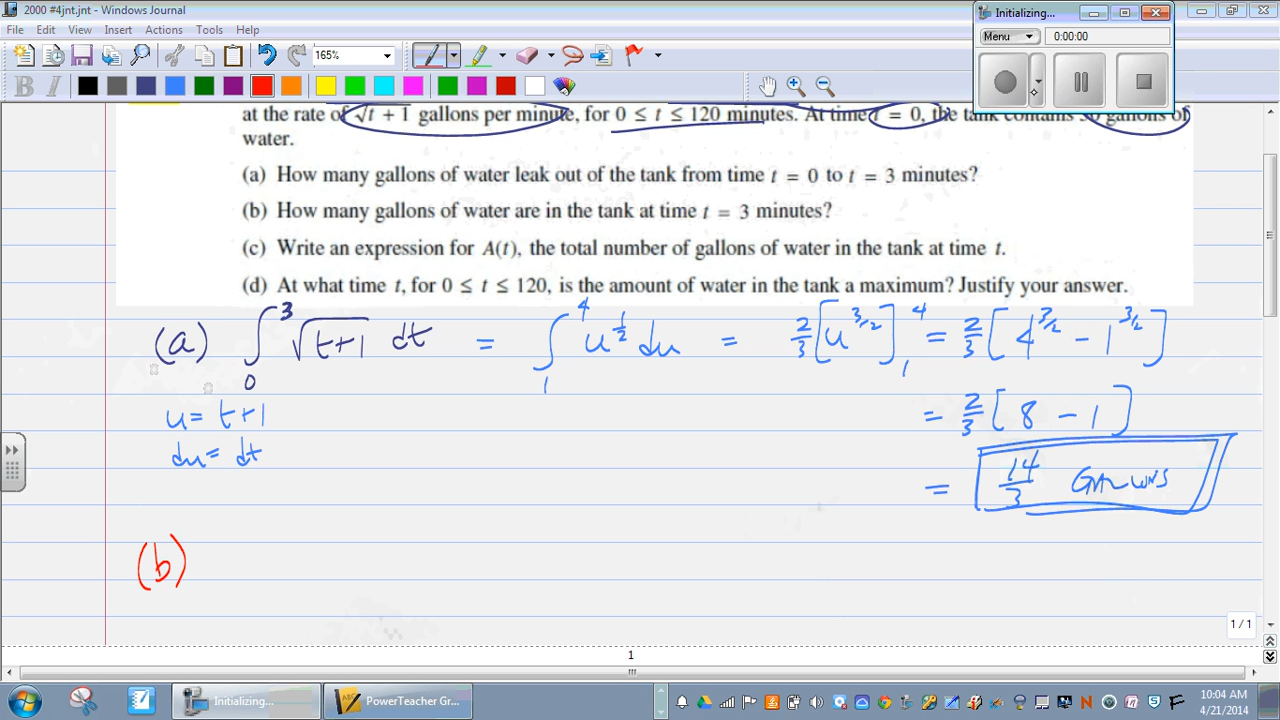 2000 #4jnt.jnt - Windows Journal
Initializing...
File Edit View Insert Actions Tools Help
Menu 0:00:00
165%
B I
at the rate of √t + 1 gallons per minute, for 0 ≤ t ≤ 120 minutes. At time t = 0, the tank contains 30 gallons of
water.
(a) How many gallons of water leak out of the tank from time t = 0 to t = 3 minutes?
(b) How many gallons of water are in the tank at time t = 3 minutes?
(c) Write an expression for A(t), the total number of gallons of water in the tank at time t.
(d) At what time t, for 0 ≤ t ≤ 120, is the amount of water in the tank a maximum? Justify your answer.
(a) ∫₀³ √(t+1) dt = ∫₁⁴ u^(1/2) du = 2/3 [u^(3/2)]₁⁴ = 2/3 [4^(3/2) - 1^(3/2)]
u = t+1 = 2/3 [8 - 1]
du = dt
= 14/3 GALLONS
(b)
1 / 1
1
Initializing... PowerTeacher Gr...
10:04 AM
4/21/2014